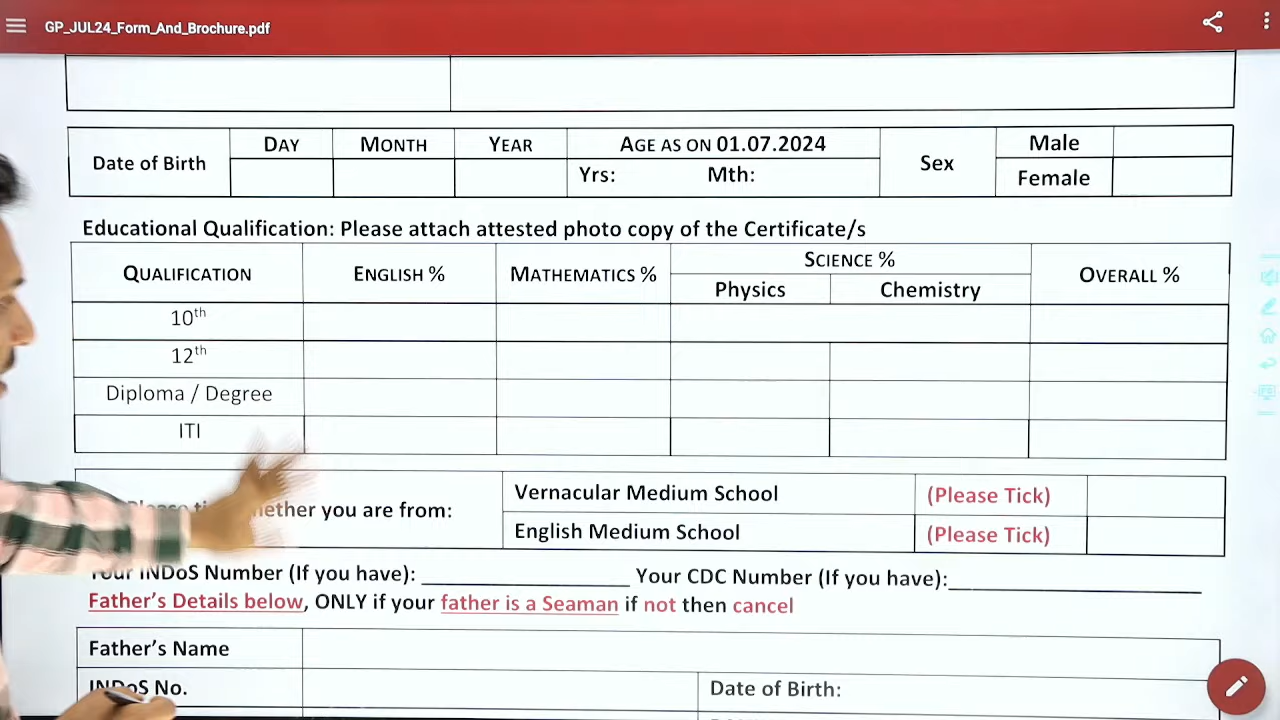 GP_JUL24_Form_And_Brochure.pdf
Date of Birth DAY MONTH YEAR AGE AS ON 01.07.2024 Sex Male
Yrs: Mth: Female
Educational Qualification: Please attach attested photo copy of the Certificate/s
QUALIFICATION ENGLISH % MATHEMATICS % SCIENCE % OVERALL %
Physics Chemistry
10th
12th
Diploma / Degree
ITI
Please you are from: Vernacular Medium School (Please Tick)
English Medium School (Please Tick)
Your INDoS Number (If you have): Your CDC Number (If you have):
Father's Details below, ONLY if your father is a Seaman if not then cancel
Father's Name
INDoS No. Date of Birth: